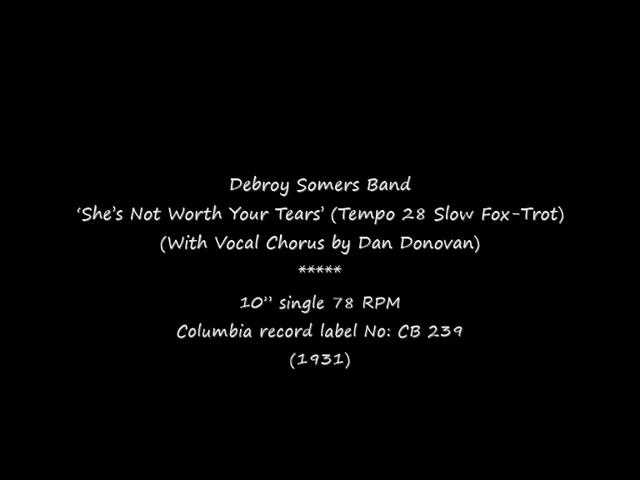 Debroy Somers Band
‘She’s Not Worth Your Tears’ (Tempo 28 Slow Fox-Trot)
(With Vocal Chorus by Dan Donovan)
*****
10” single 78 RPM
Columbia record label No: CB 239
(1931)